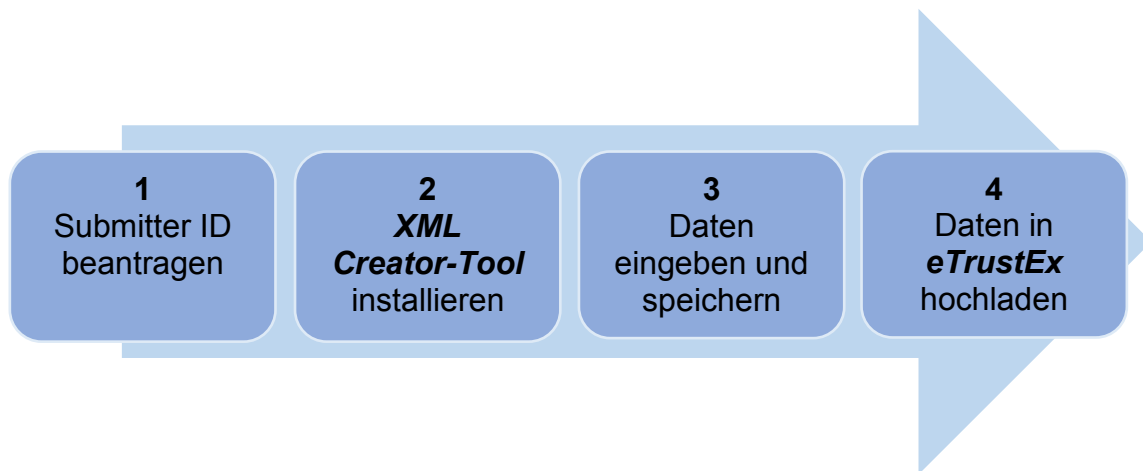 1
Submitter ID
beantragen
2
XML
Creator-Tool
installieren
3
Daten
eingeben und
speichern
4
Daten in
eTrustEx
hochladen